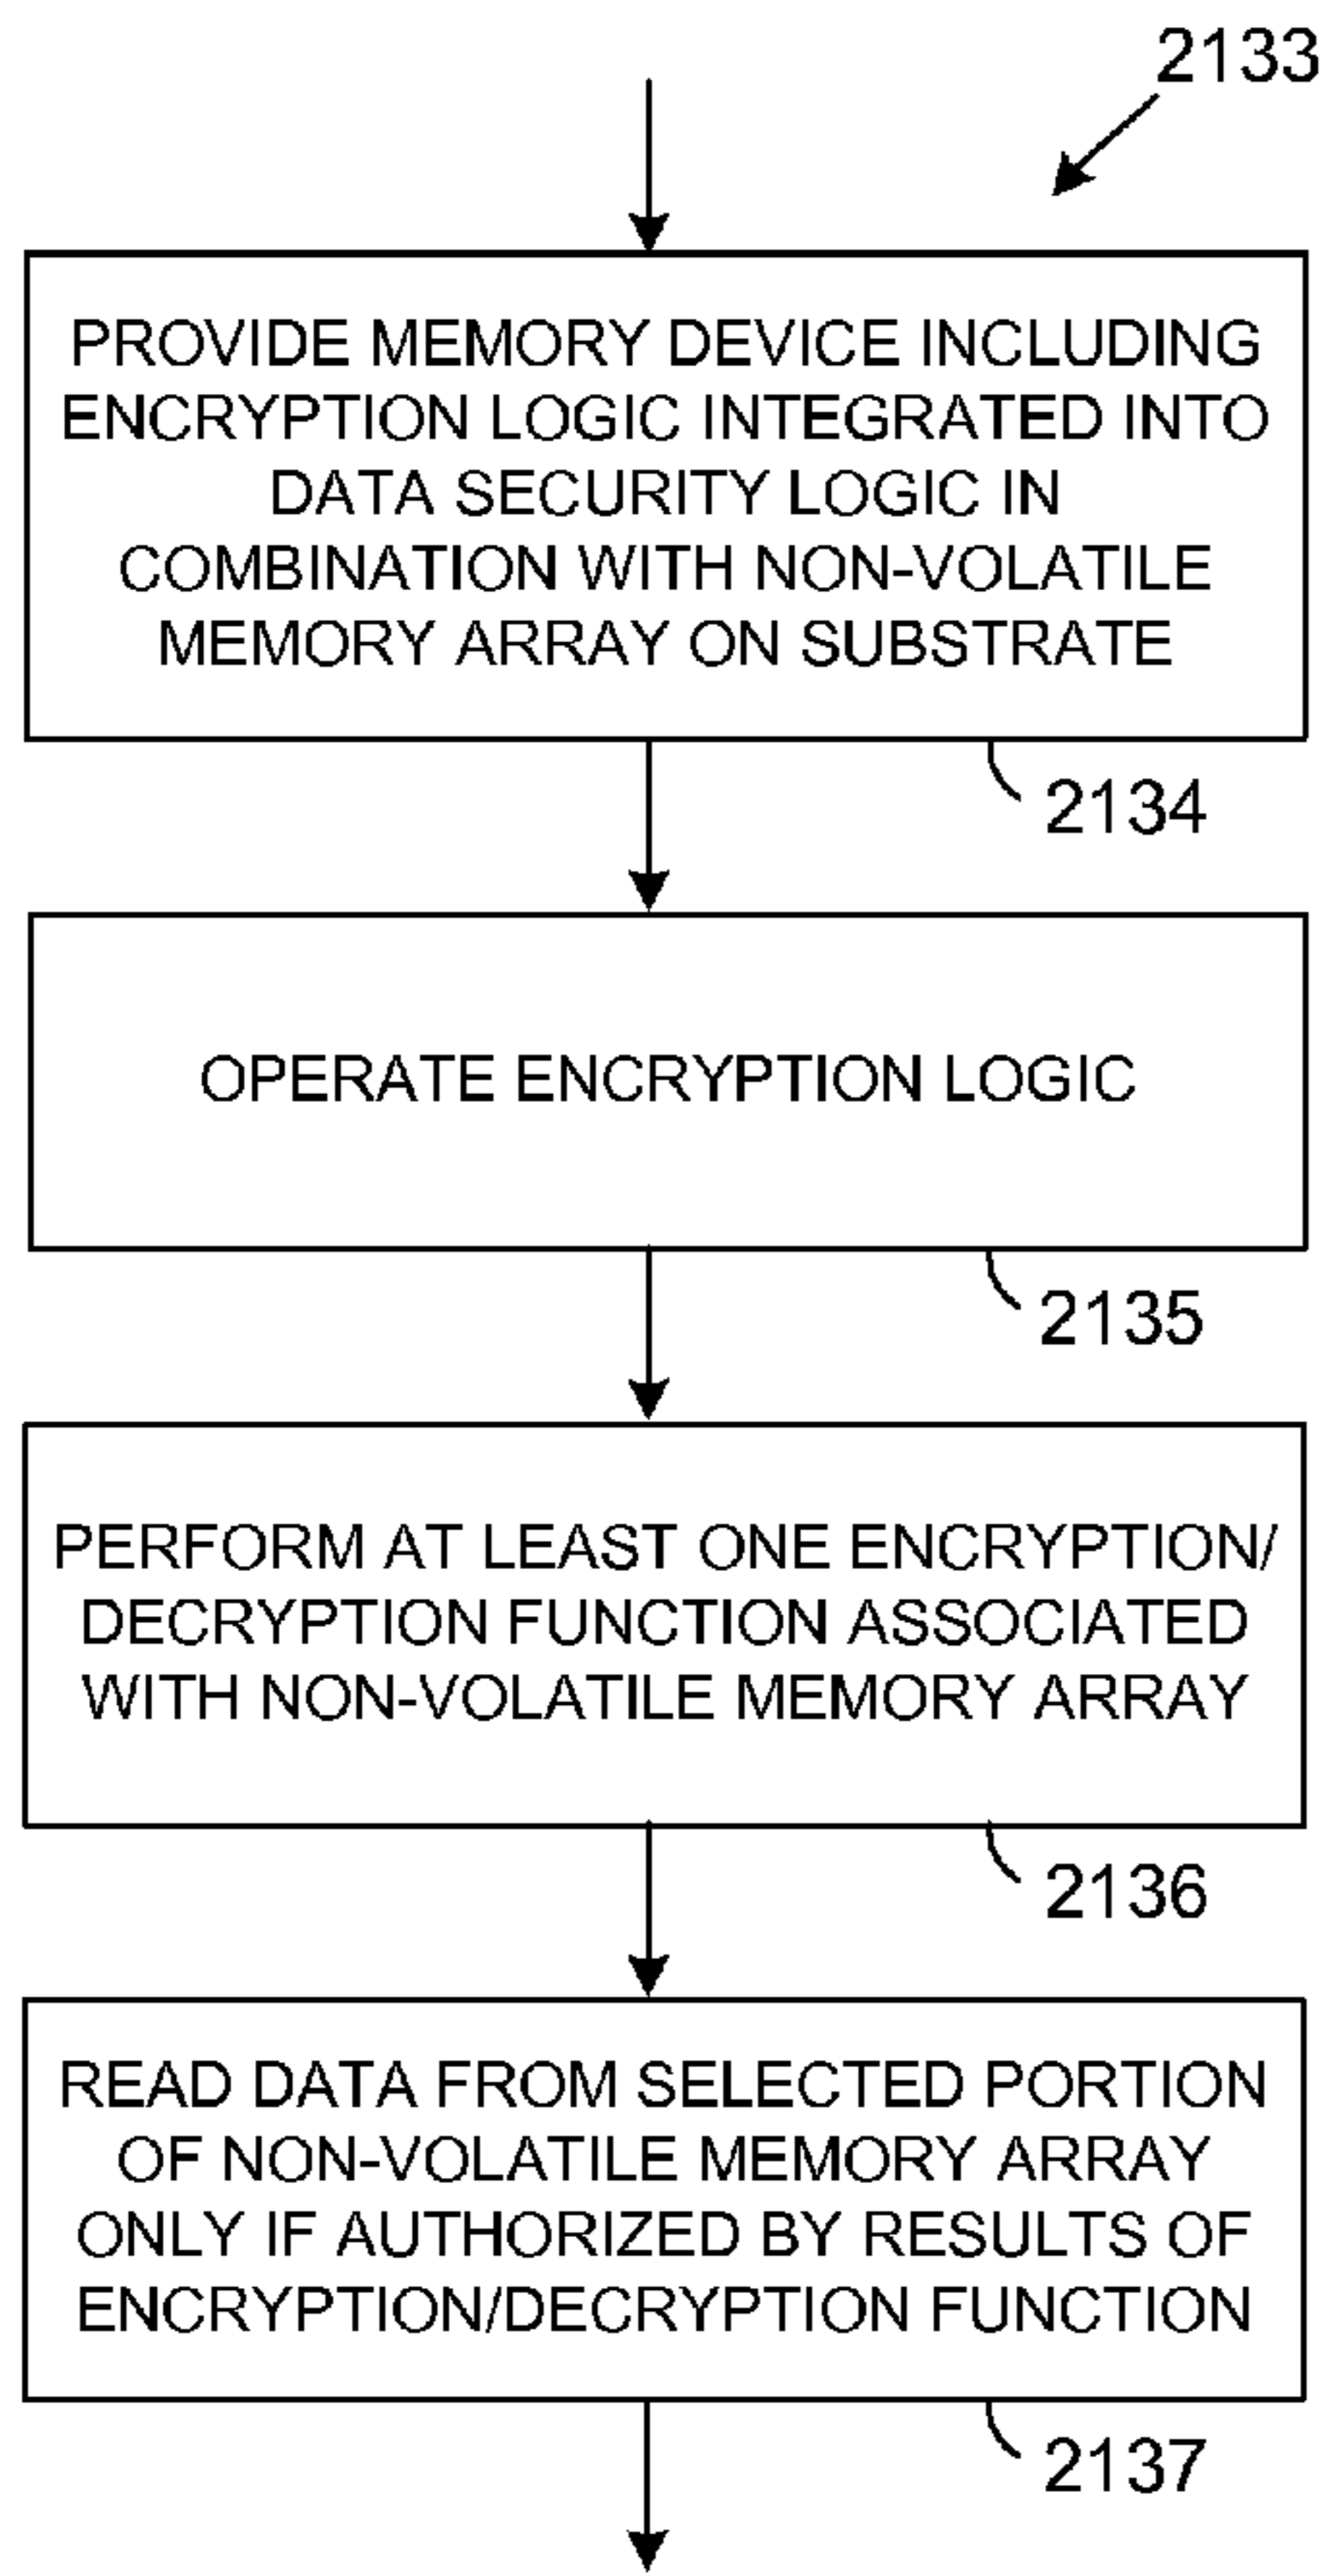 2133
PROVIDE MEMORY DEVICE INCLUDING
ENCRYPTION LOGIC INTEGRATED INTO
DATA SECURITY LOGIC IN
COMBINATION WITH NON-VOLATILE
MEMORY ARRAY ON SUBSTRATE
2134
OPERATE ENCRYPTION LOGIC
2135
PERFORM AT LEAST ONE ENCRYPTION/
DECRYPTION FUNCTION ASSOCIATED
WITH NON-VOLATILE MEMORY ARRAY
2136
READ DATA FROM SELECTED PORTION
OF NON-VOLATILE MEMORY ARRAY
ONLY IF AUTHORIZED BY RESULTS OF
ENCRYPTION/DECRYPTION FUNCTION
2137